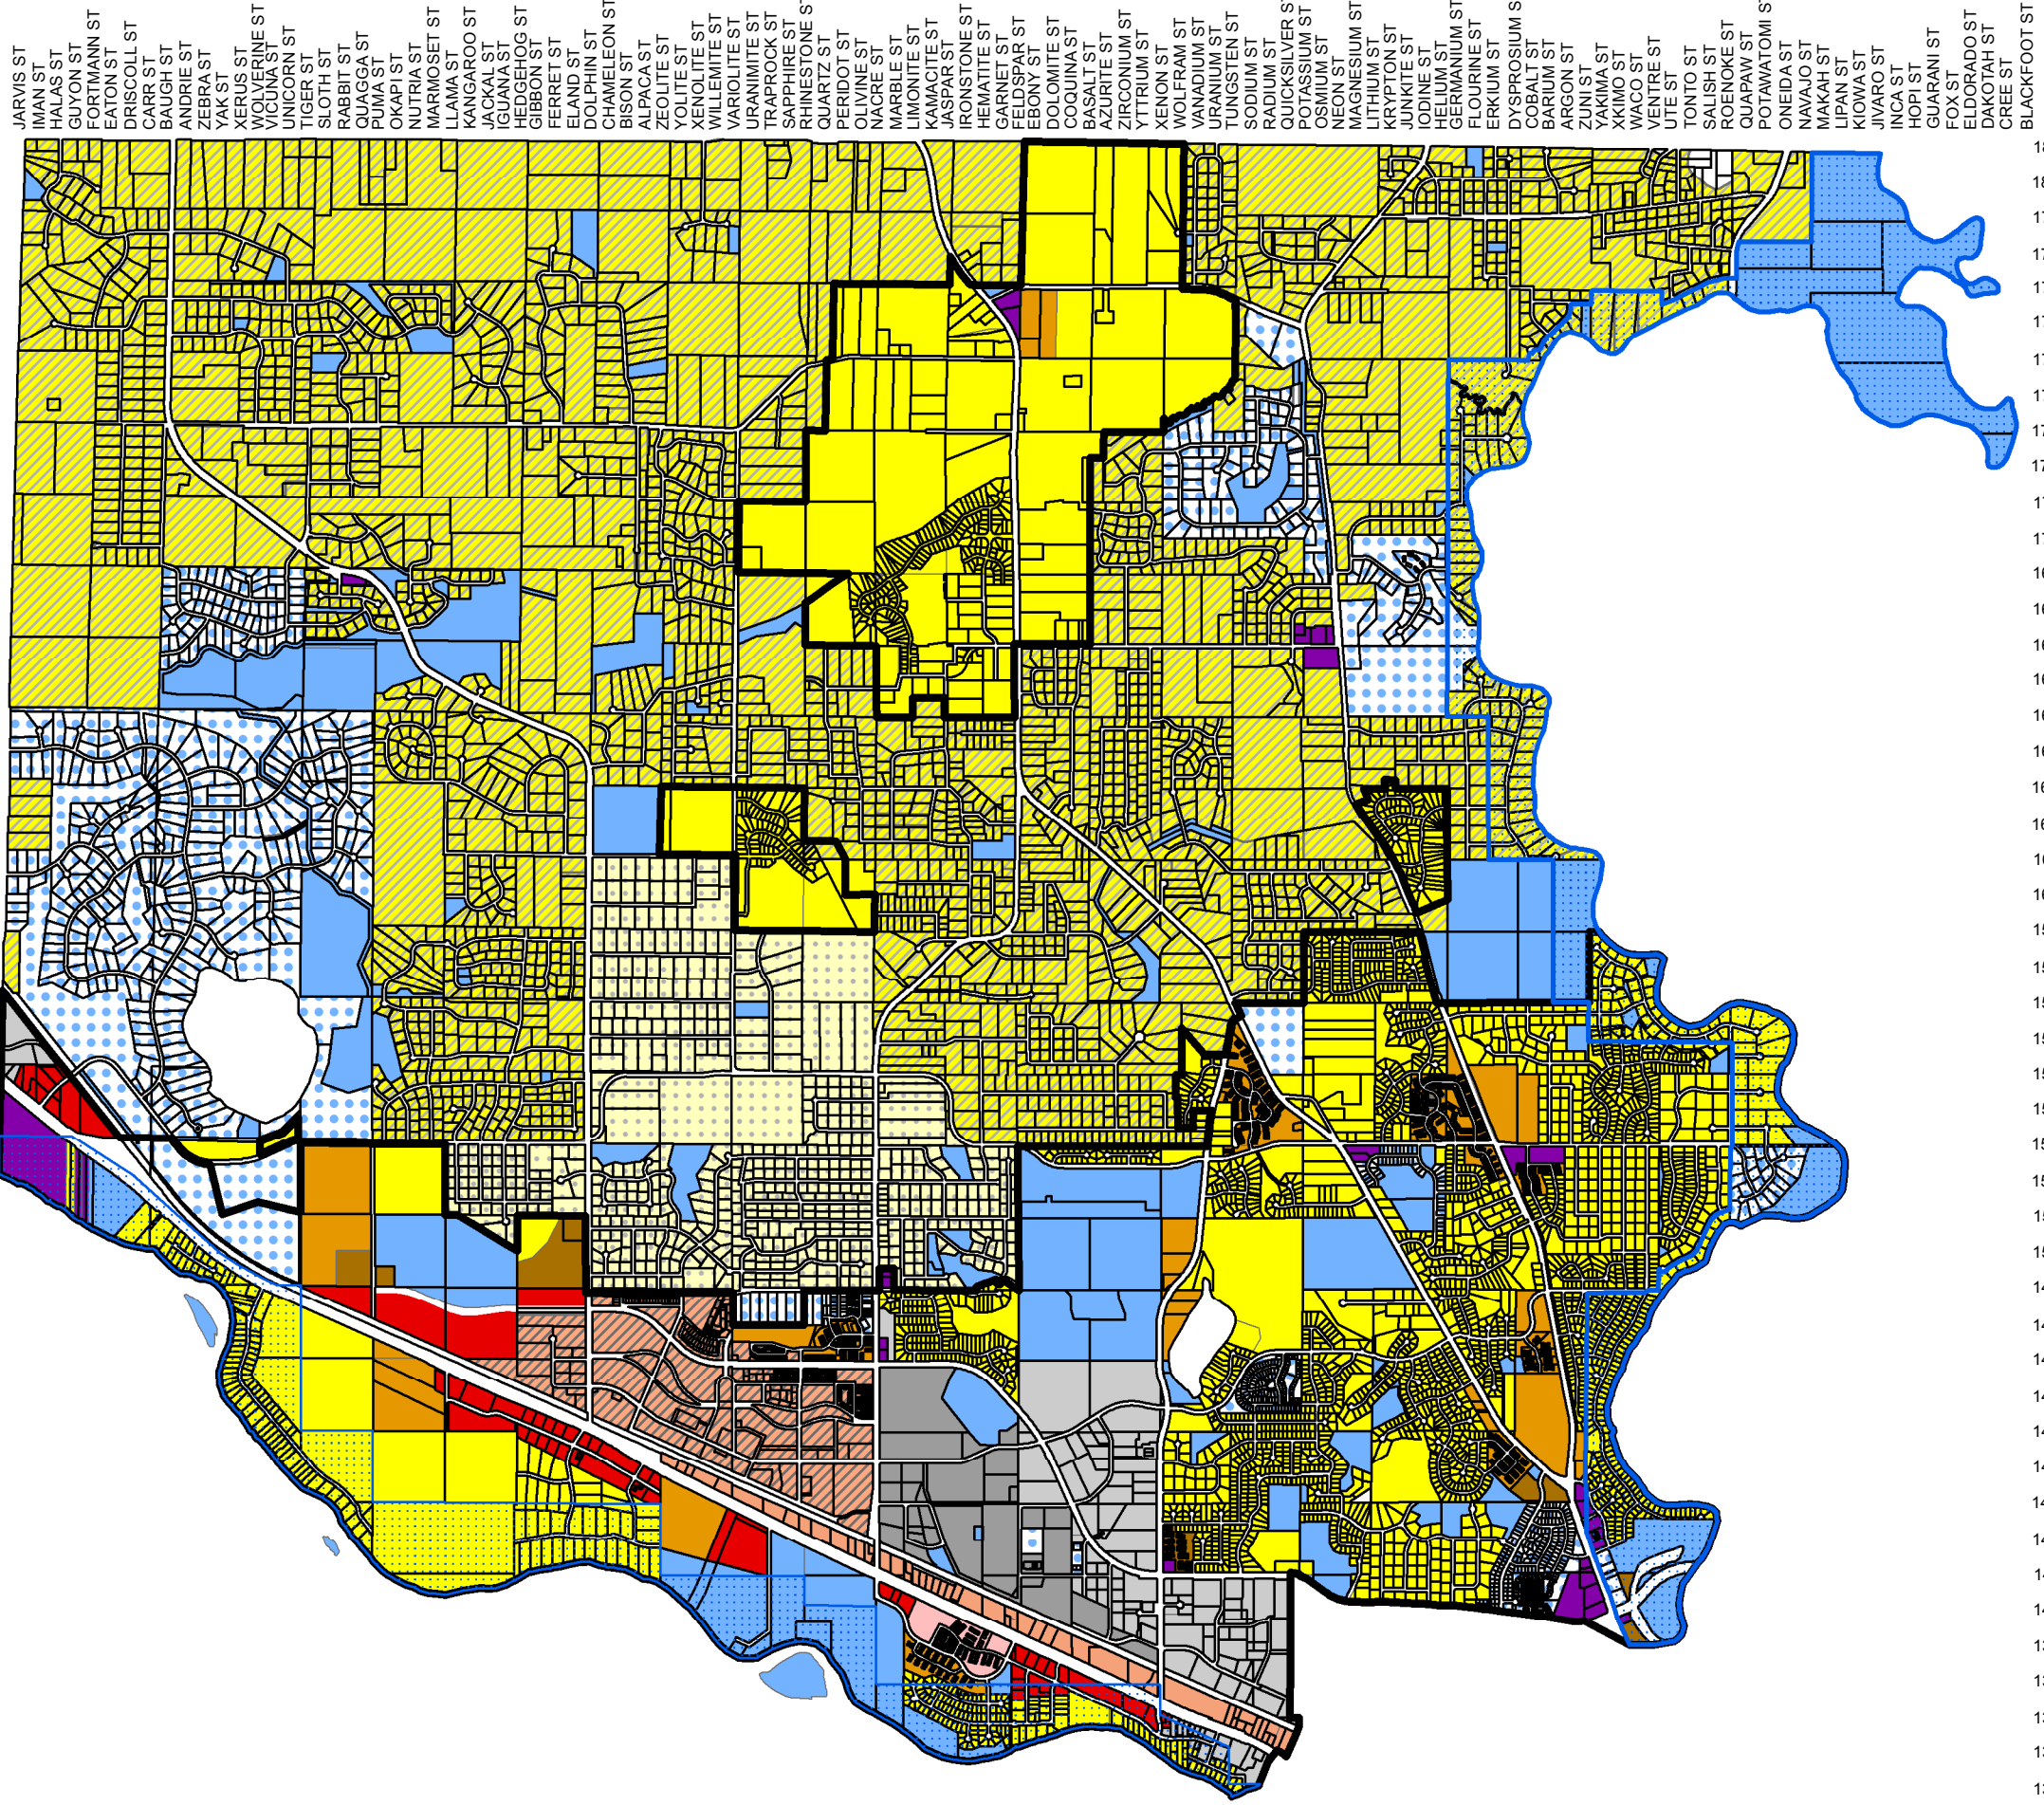 JARVIS ST
IMAN ST
HALAS ST
GUYON ST
FORTMANN ST
EATON ST
DRISCOLL ST
CARR ST
BAUGH ST
ANDRIE ST
ZEBRA ST
YAK ST
XERUS ST
WOLVERINE ST
VICUNA ST
UNICORN ST
TIGER ST
SLOTH ST
RABBIT ST
QUAGGA ST
PUMA ST
OKAPI ST
NUTRIA ST
MARMOSET ST
LLAMA ST
KANGAROO ST
JACKAL ST
IGUANA ST
HEDGEHOG ST
GIBBON ST
FERRET ST
ELAND ST
DOLPHIN ST
CHAMELEON ST
BISON ST
ALPACA ST
ZEOLITE ST
YOLITE ST
XENOLITE ST
WILLEMITE ST
VARIOLITE ST
URANIMITE ST
TRAPROCK ST
SAPPHIRE ST
RHINESTONE ST
QUARTZ ST
PERIDOT ST
OLIVINE ST
NACRE ST
MARBLE ST
LIMONITE ST
KAMACITE ST
JASPAR ST
IRONSTONE ST
HEMATITE ST
GARNET ST
FELDSPAR ST
EBONY ST
DOLOMITE ST
COQUINA ST
BASALT ST
AZURITE ST
ZIRCONIUM ST
YTTRIUM ST
XENON ST
WOLFRAM ST
VANADIUM ST
URANIUM ST
TUNGSTEN ST
SODIUM ST
RADIUM ST
QUICKSILVER S
POTASSIUM ST
OSMIUM ST
NEON ST
MAGNESIUM ST
LITHIUM ST
KRYPTON ST
JUNKITE ST
IODINE ST
HELIUM ST
GERMANIUM ST
FLOURINE ST
ERKIUM ST
DYSPROSIUM S
COBALT ST
BARIUM ST
ARGON ST
ZUNI ST
YAKIMA ST
XKIMO ST
WACO ST
VENTRE ST
UTE ST
TONTO ST
SALISH ST
ROENOKE ST
QUAPAW ST
POTAWATOMI S
ONEIDA ST
NAVAJO ST
MAKAH ST
LIPAN ST
KIOWA ST
JIVARO ST
INCA ST
HOPI ST
GUARANI ST
FOX ST
ELDORADO ST
DAKOTAH ST
CREE ST
BLACKFOOT ST